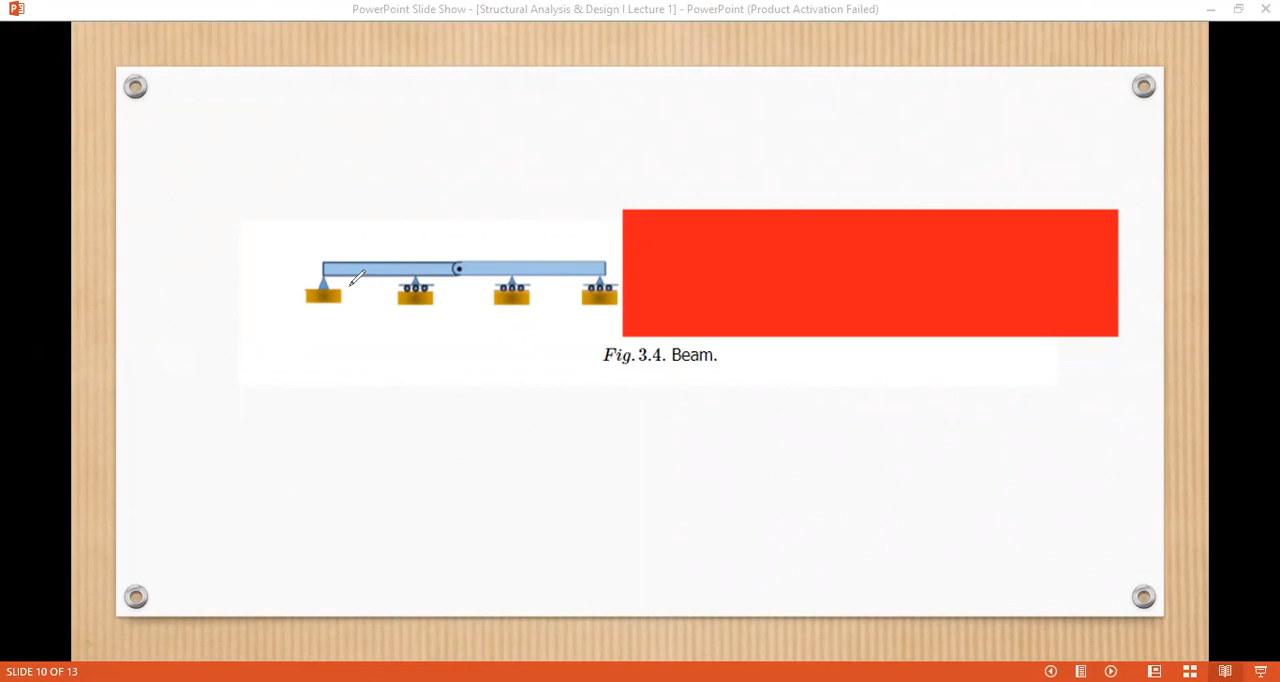 PowerPoint Slide Show - [Structural Analysis & Design I Lecture 1] - PowerPoint (Product Activation Failed)
Fig. 3.4. Beam.
SLIDE 10 OF 13